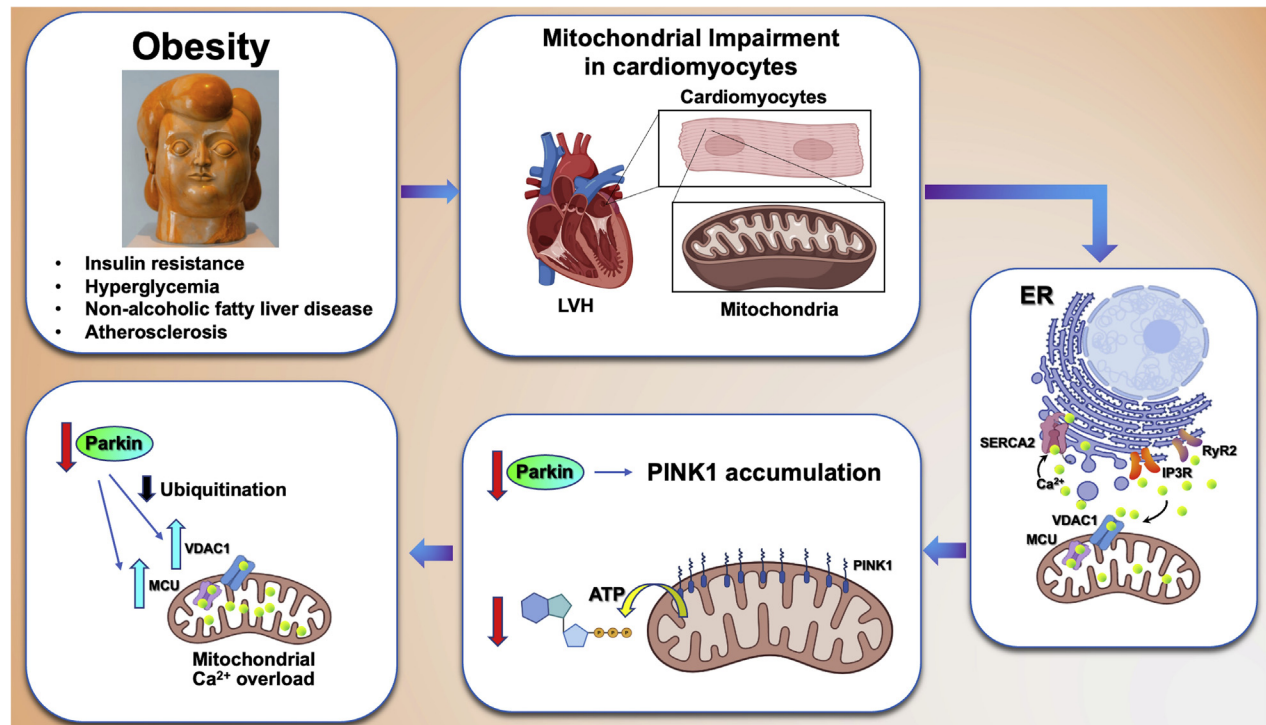 Obesity
• Insulin resistance
• Hyperglycemia
• Non-alcoholic fatty liver disease
• Atherosclerosis
Mitochondrial Impairment
in cardiomyocytes
Cardiomyocytes
LVH
Mitochondria
ER
SERCA2
RyR2
IP3R
Ca²⁺
VDAC1
MCU
Parkin
PINK1 accumulation
PINK1
ATP
P P P
Parkin
Ubiquitination
VDAC1
MCU
Mitochondrial
Ca²⁺ overload